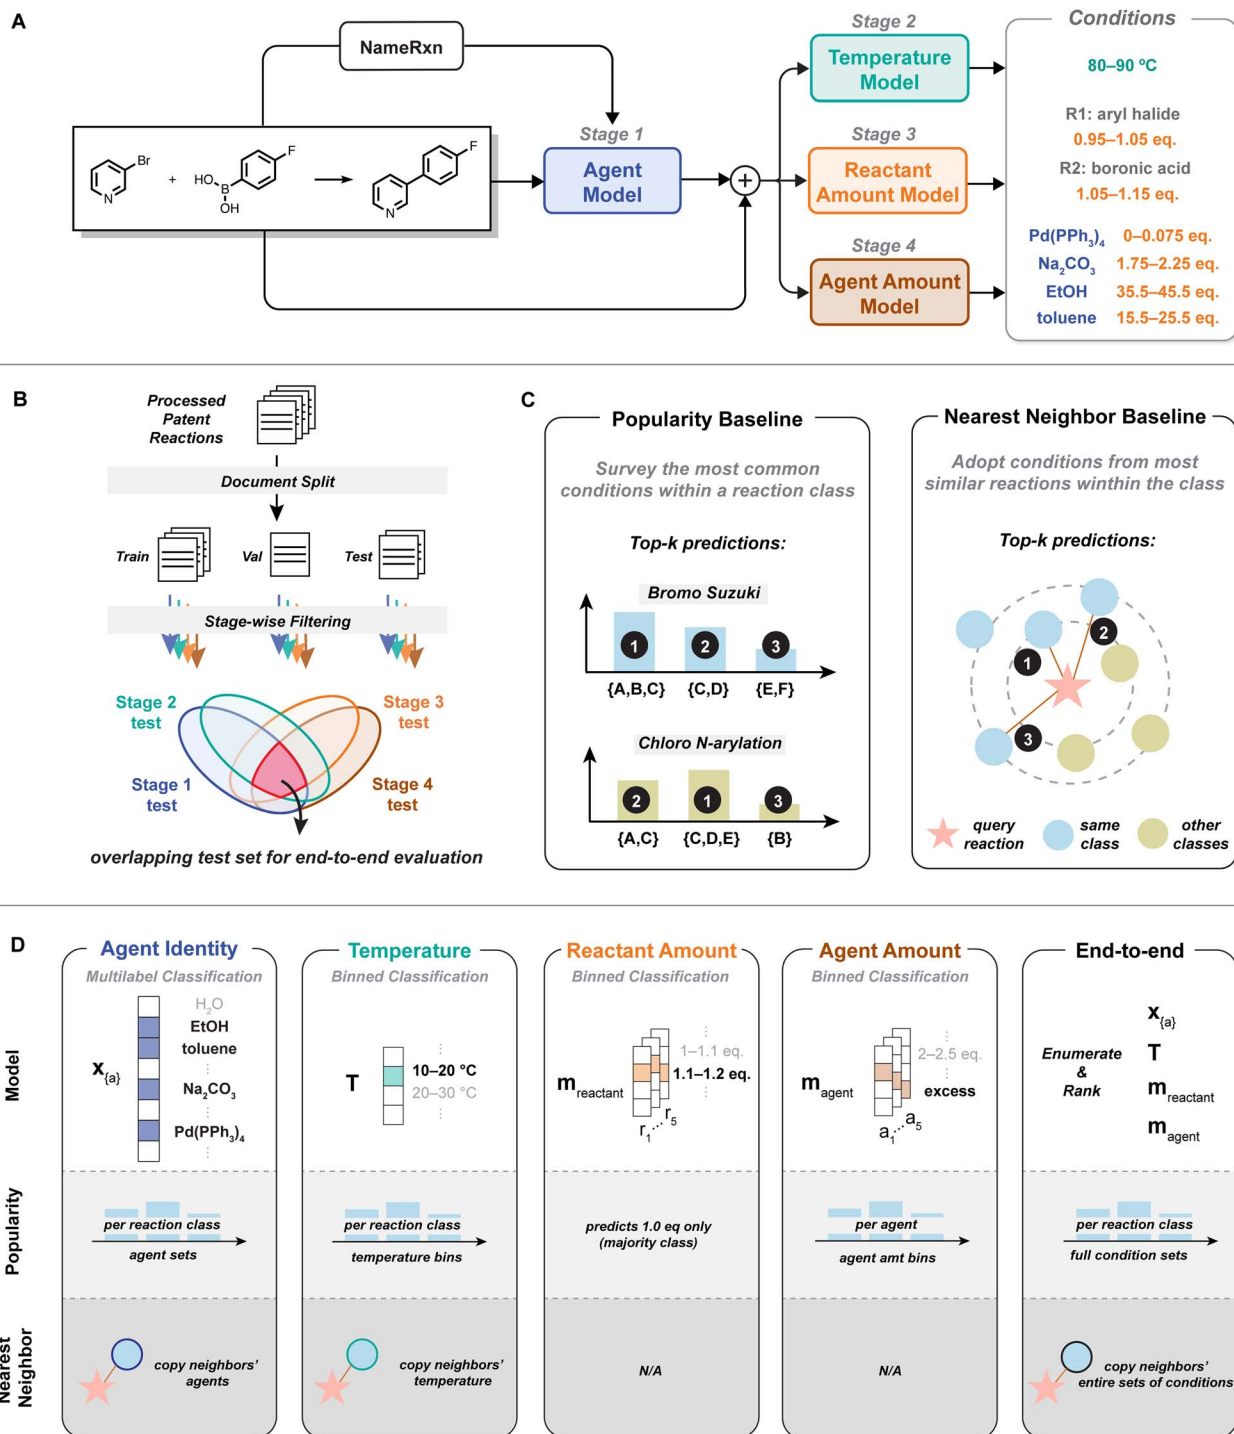 A
NameRxn
Br
N
+
HO
B
OH
F
F
N
Stage 1
Agent
Model
+
Stage 2
Temperature
Model
Stage 3
Reactant
Amount Model
Stage 4
Agent Amount
Model
Conditions
80–90 ºC
R1: aryl halide
0.95–1.05 eq.
R2: boronic acid
1.05–1.15 eq.
Pd(PPh3)4 0–0.075 eq.
Na2CO3 1.75–2.25 eq.
EtOH 35.5–45.5 eq.
toluene 15.5–25.5 eq.
B
Processed
Patent
Reactions
Document Split
Train
Val
Test
Stage-wise Filtering
Stage 2
test
Stage 3
test
Stage 1
test
Stage 4
test
overlapping test set for end-to-end evaluation
C
Popularity Baseline
Survey the most common
conditions within a reaction class
Top-k predictions:
Bromo Suzuki
1 2 3
{A,B,C} {C,D} {E,F}
Chloro N-arylation
2 1 3
{A,C} {C,D,E} {B}
Nearest Neighbor Baseline
Adopt conditions from most
similar reactions winthin the class
Top-k predictions:
2
1
3
query
reaction
same
class
other
classes
D
Agent Identity
Multilabel Classification
H2O
EtOH
toluene
⋮
Na2CO3
⋮
Pd(PPh3)4
⋮
x{a}
Temperature
Binned Classification
⋮
T
10–20 °C
20–30 °C
⋮
Reactant Amount
Binned Classification
⋮
1–1.1 eq.
1.1–1.2 eq.
⋮
mreactant
r1 ... r5
Agent Amount
Binned Classification
⋮
2–2.5 eq.
⋮
excess
magent
a1 ... a5
End-to-end
Enumerate
&
Rank
x{a}
T
mreactant
magent
Model
Popularity
per reaction class
agent sets
per reaction class
temperature bins
predicts 1.0 eq only
(majority class)
per agent
agent amt bins
per reaction class
full condition sets
Nearest
Neighbor
copy neighbors'
agents
copy neighbors'
temperature
N/A
N/A
copy neighbors'
entire sets of conditions